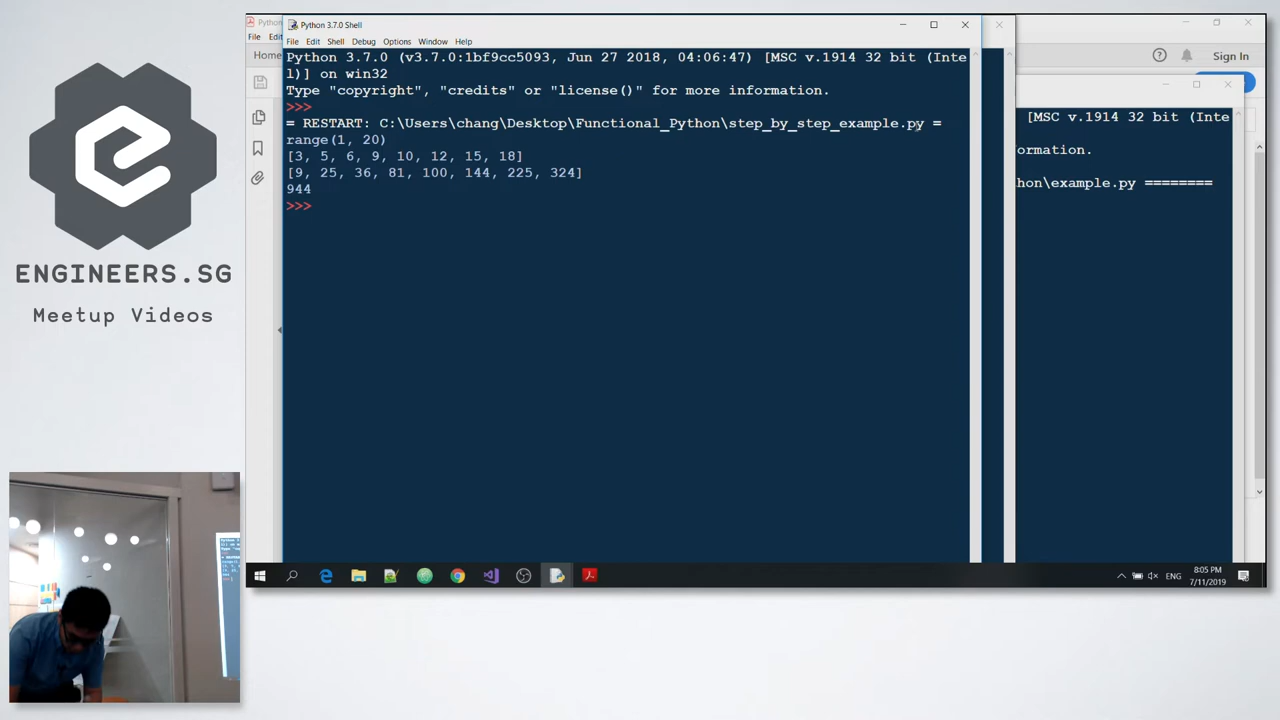 ENGINEERS.SG
Meetup Videos
Python
File Edit
Home
Sign In
Python 3.7.0 Shell
File Edit Shell Debug Options Window Help
Python 3.7.0 (v3.7.0:1bf9cc5093, Jun 27 2018, 04:06:47) [MSC v.1914 32 bit (Inte
l)] on win32
Type "copyright", "credits" or "license()" for more information.
>>>
= RESTART: C:\Users\chang\Desktop\Functional_Python\step_by_step_example.py =
range(1, 20)
[3, 5, 6, 9, 10, 12, 15, 18]
[9, 25, 36, 81, 100, 144, 225, 324]
944
>>>
[MSC v.1914 32 bit (Inte
ormation.
hon\example.py ========
ENG
8:05 PM
7/11/2019